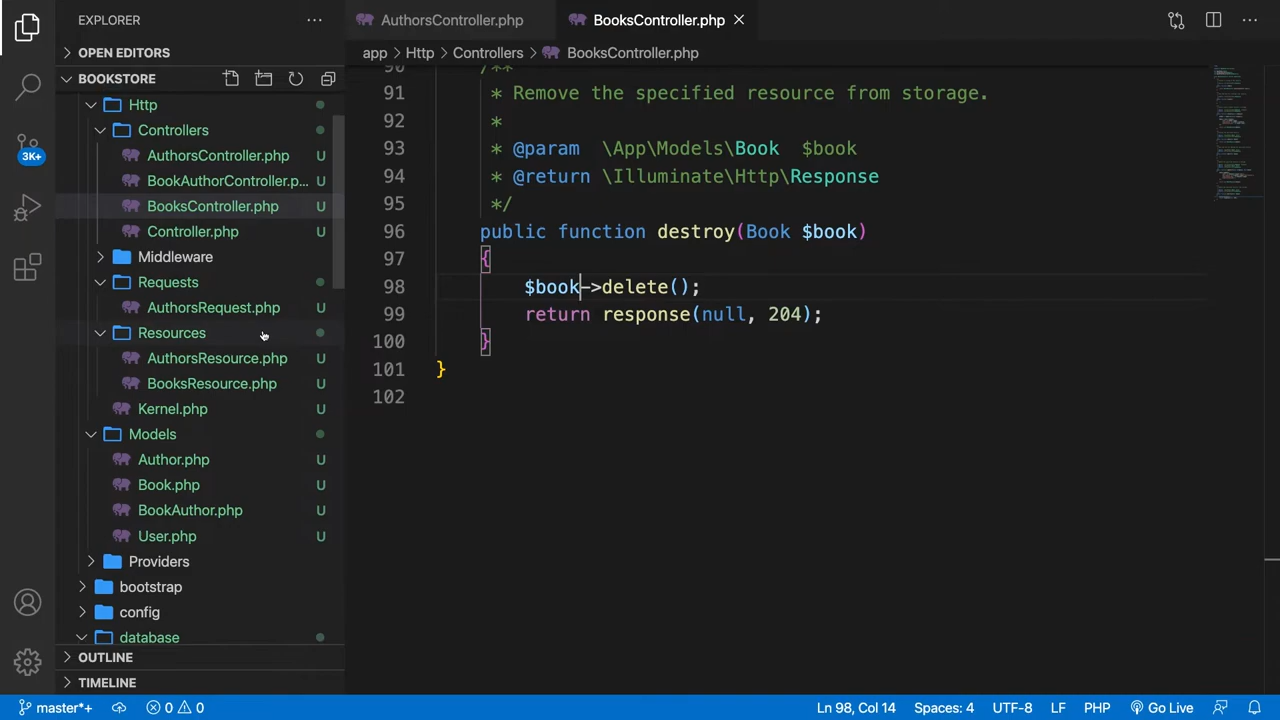 EXPLORER
OPEN EDITORS
BOOKSTORE
Http
Controllers
AuthorsController.php U
BookAuthorController.p... U
BooksController.php U
Controller.php U
Middleware
Requests
AuthorsRequest.php U
Resources
AuthorsResource.php U
BooksResource.php U
Kernel.php U
Models
Author.php U
Book.php U
BookAuthor.php U
User.php U
Providers
bootstrap
config
database
OUTLINE
TIMELINE
3K+
AuthorsController.php
BooksController.php
app > Http > Controllers > BooksController.php
90 /**
91 * Remove the specified resource from storage.
92 *
93 * @param \App\Models\Book $book
94 * @return \Illuminate\Http\Response
95 */
96 public function destroy(Book $book)
97 {
98 $book->delete();
99 return response(null, 204);
100 }
101 }
102
master*+ 0 0 Ln 98, Col 14 Spaces: 4 UTF-8 LF PHP Go Live